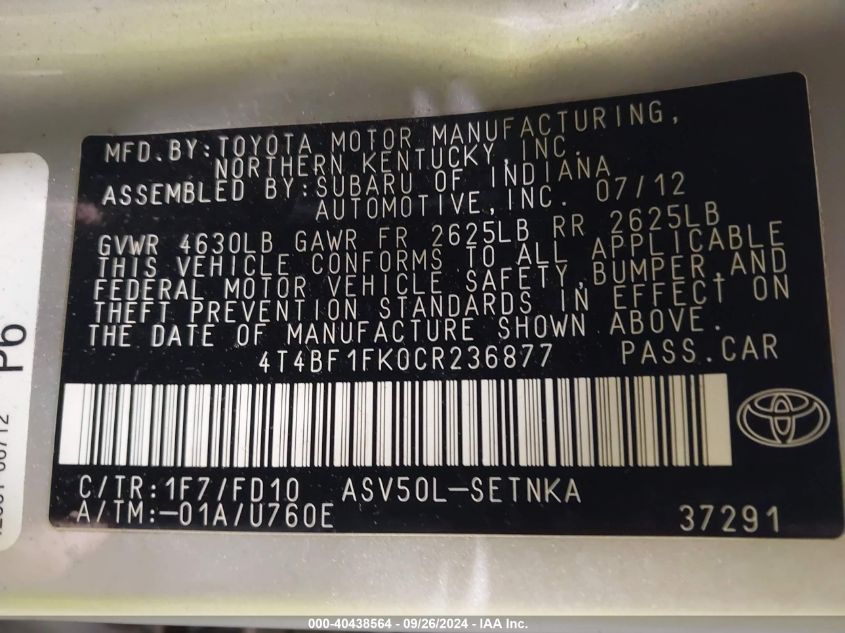 MFD.BY:TOYOTA MOTOR MANUFACTURING,
NORTHERN KENTUCKY, INC.
ASSEMBLED BY:SUBARU OF INDIANA
AUTOMOTIVE,INC. 07/12
GVWR 4630LB GAWR FR 2625LB RR 2625LB
THIS VEHICLE CONFORMS TO ALL APPLICABLE
FEDERAL MOTOR VEHICLE SAFETY,BUMPER,AND
THEFT PREVENTION STANDARDS IN EFFECT ON
THE DATE OF MANUFACTURE SHOWN ABOVE.
4T4BF1FK0CR236877 PASS.CAR
C/TR:1F7/FD10 ASV50L-SETNKA
A/TM:-01A/U760E 37291
P6
000-40438564 - 09/26/2024 - IAA Inc.